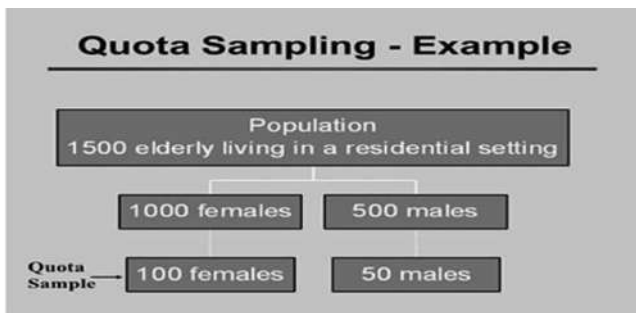 Quota Sampling - Example
Population
1500 elderly living in a residential setting
1000 females
500 males
Quota
Sample
100 females
50 males